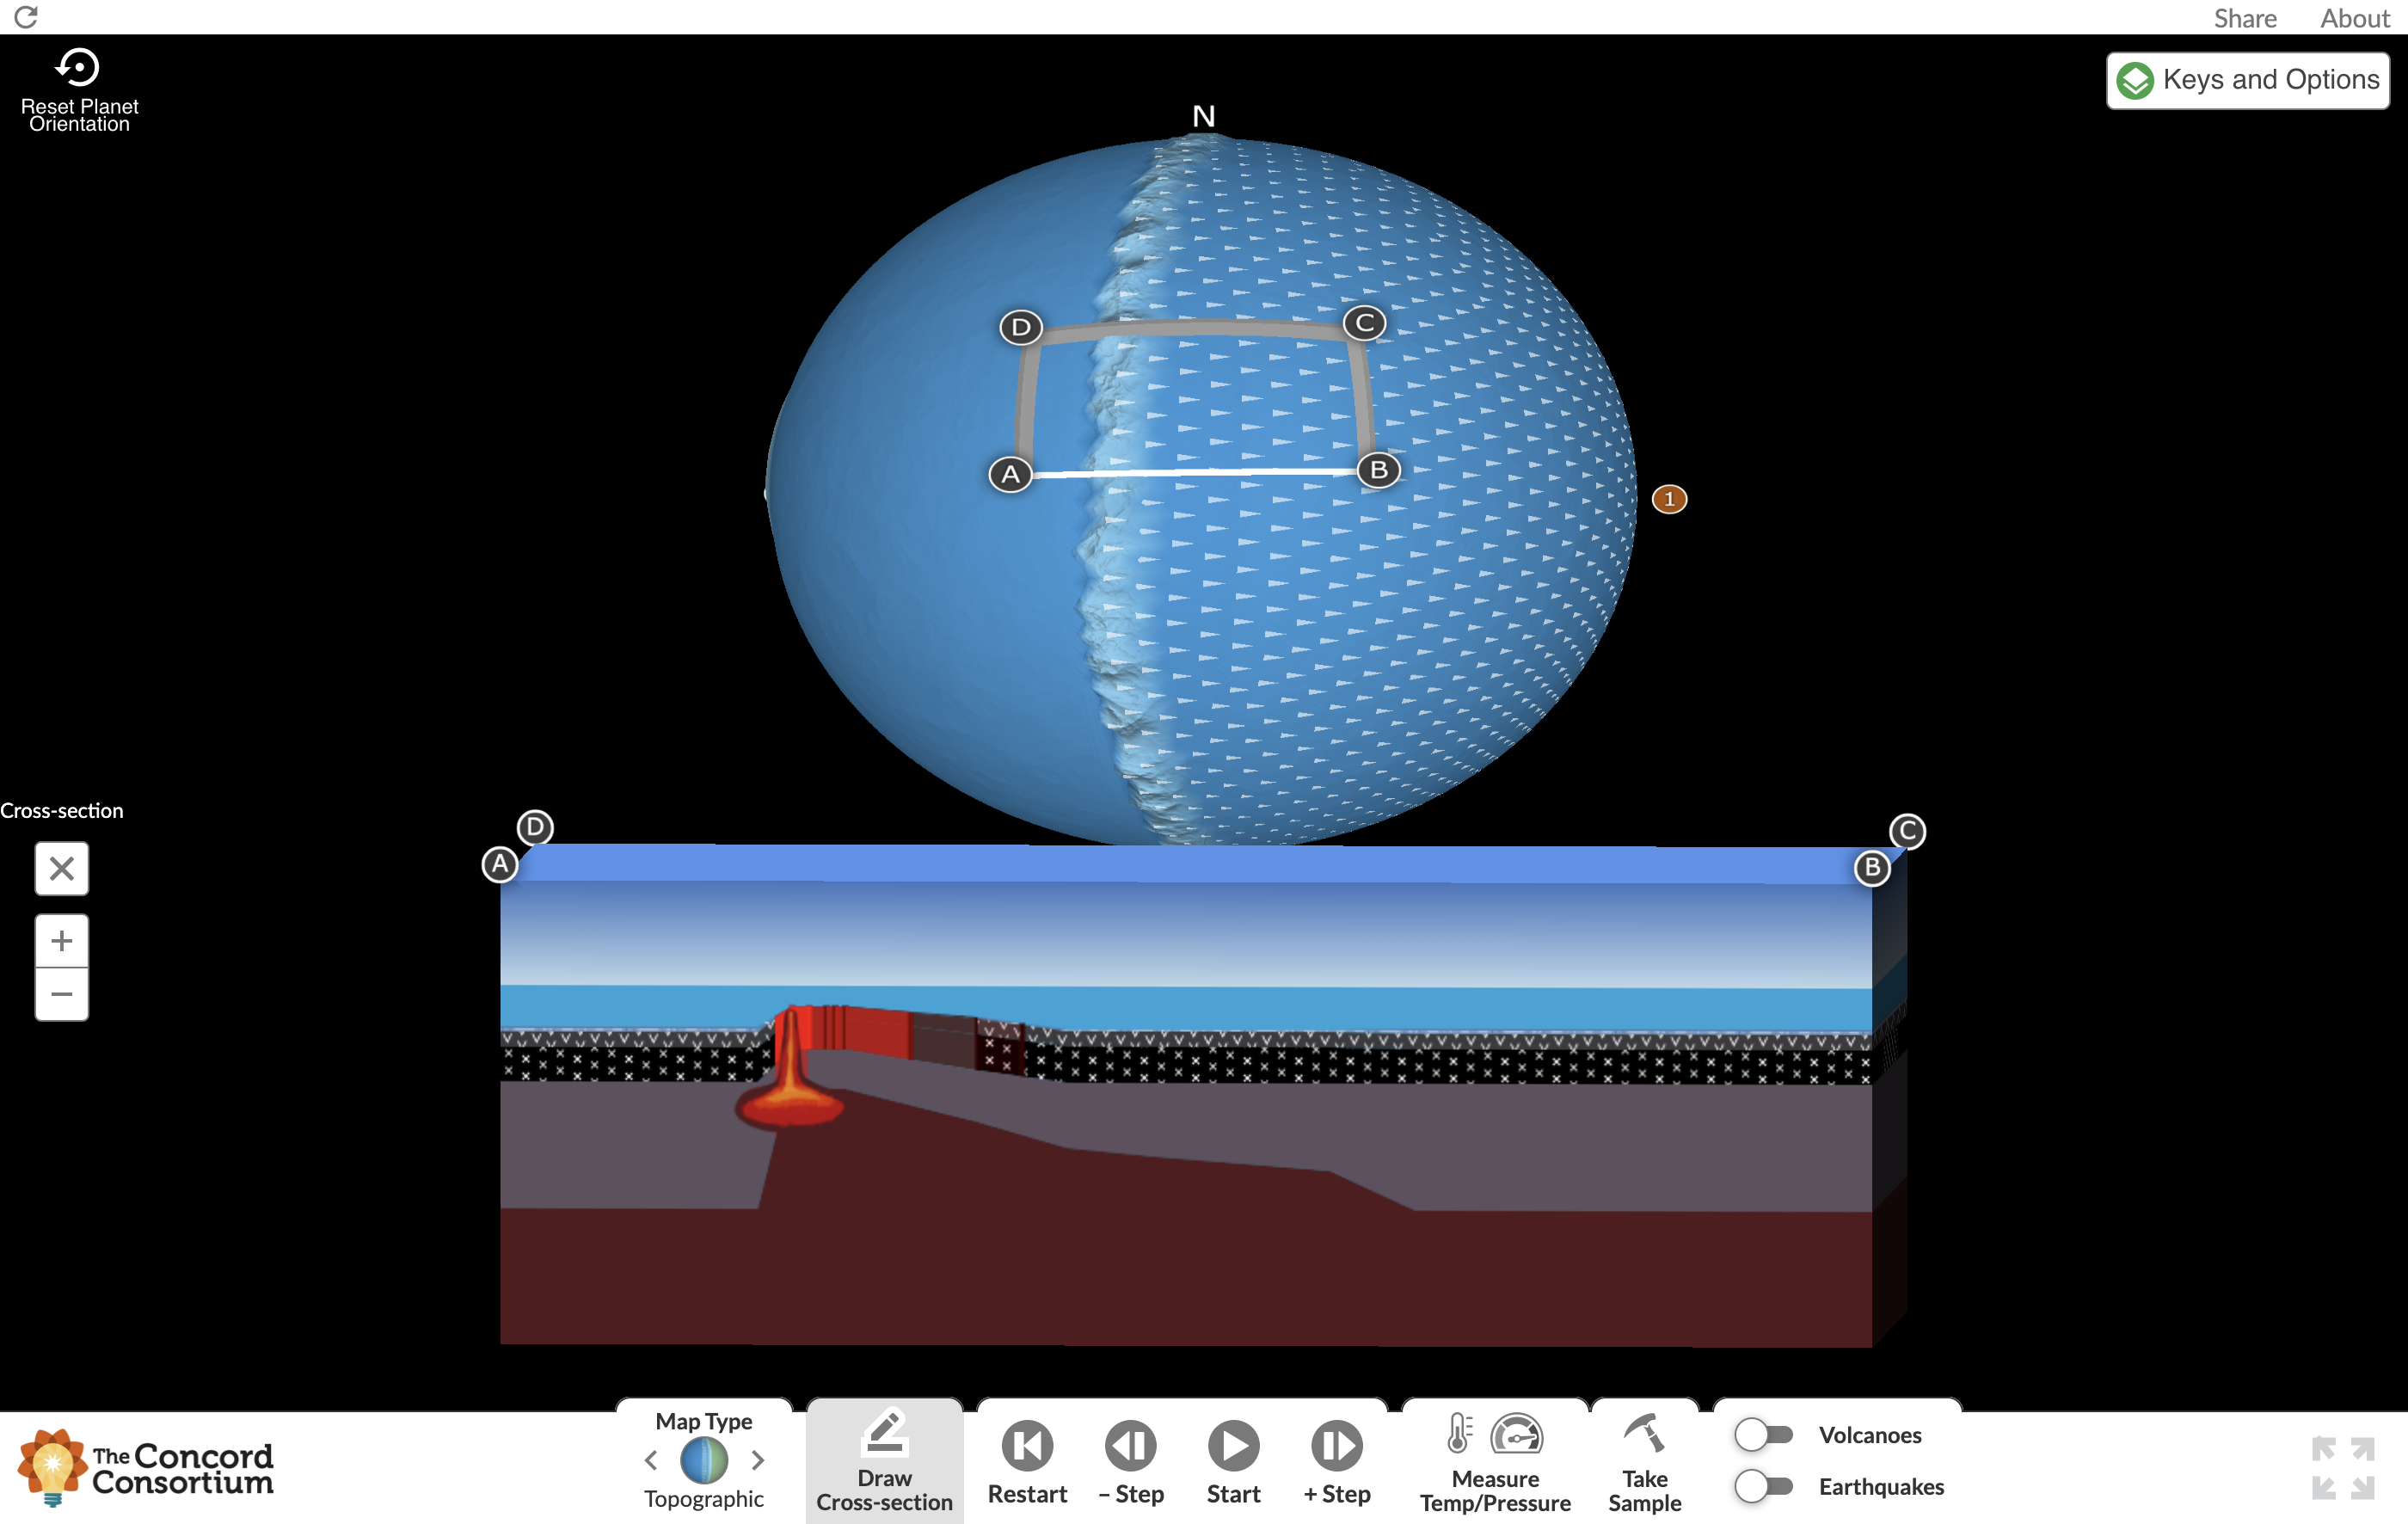 Share About
Reset Planet
Orientation
Keys and Options
N
D C
A B
1
Cross-section
D C
A B
+
−
The Concord
Consortium
Map Type
Topographic
Draw
Cross-section
Restart
– Step
Start
+ Step
Measure
Temp/Pressure
Take
Sample
Volcanoes
Earthquakes